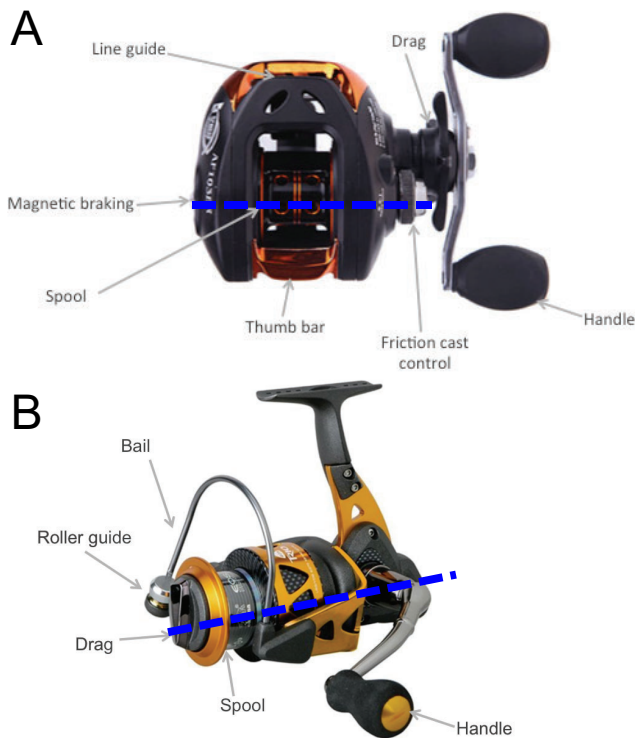 A
Line guide
Drag
Magnetic braking
Spool
Thumb bar
Friction cast
control
Handle
B
Bail
Roller guide
Drag
Spool
Handle